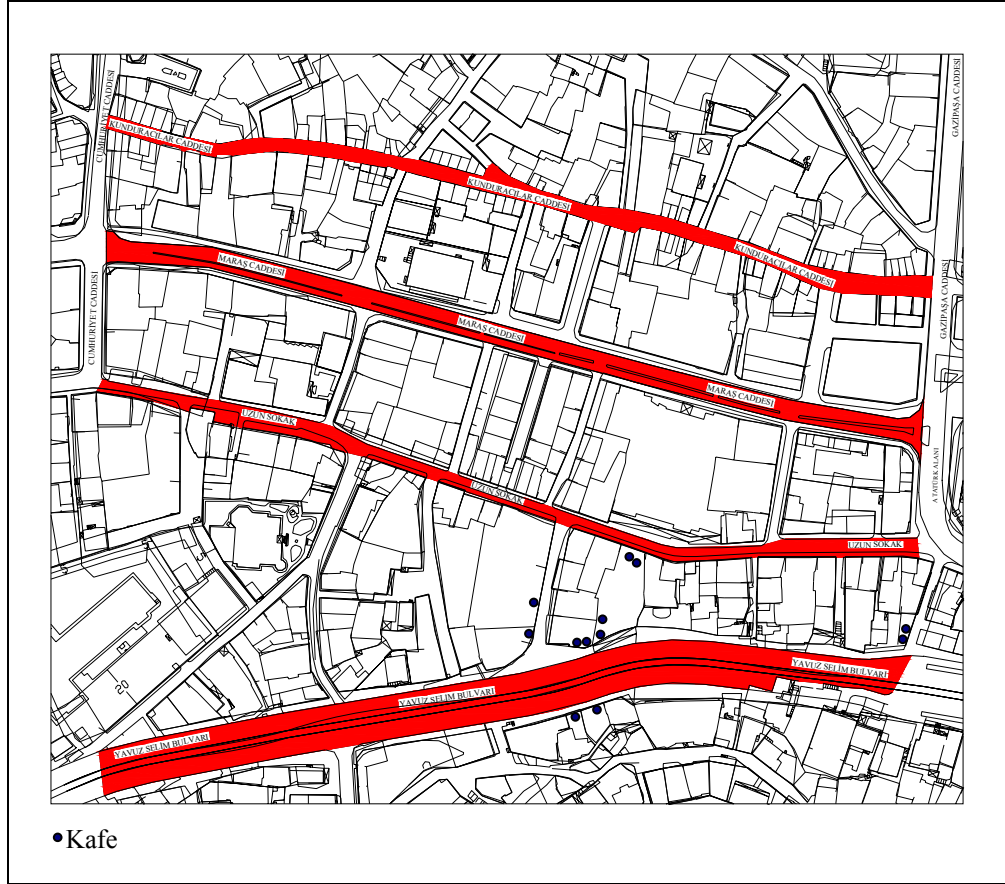 GAZİPAŞA CADDESİ
CUMHURİYET CADDESİ
KUNDURACILAR CADDESİ
KUNDURACILAR CADDESİ
KUNDURACILAR CADDESİ
MARAŞ CADDESİ
GAZİPAŞA CADDESİ
CUMHURİYET CADDESİ
MARAŞ CADDESİ
MARAŞ CADDESİ
UZUN SOKAK
ATATÜRK ALANI
UZUN SOKAK
UZUN SOKAK
YAVUZ SELİM BULVARI
20
YAVUZ SELİM BULVARI
YAVUZ SELİM BULVARI
Kafe